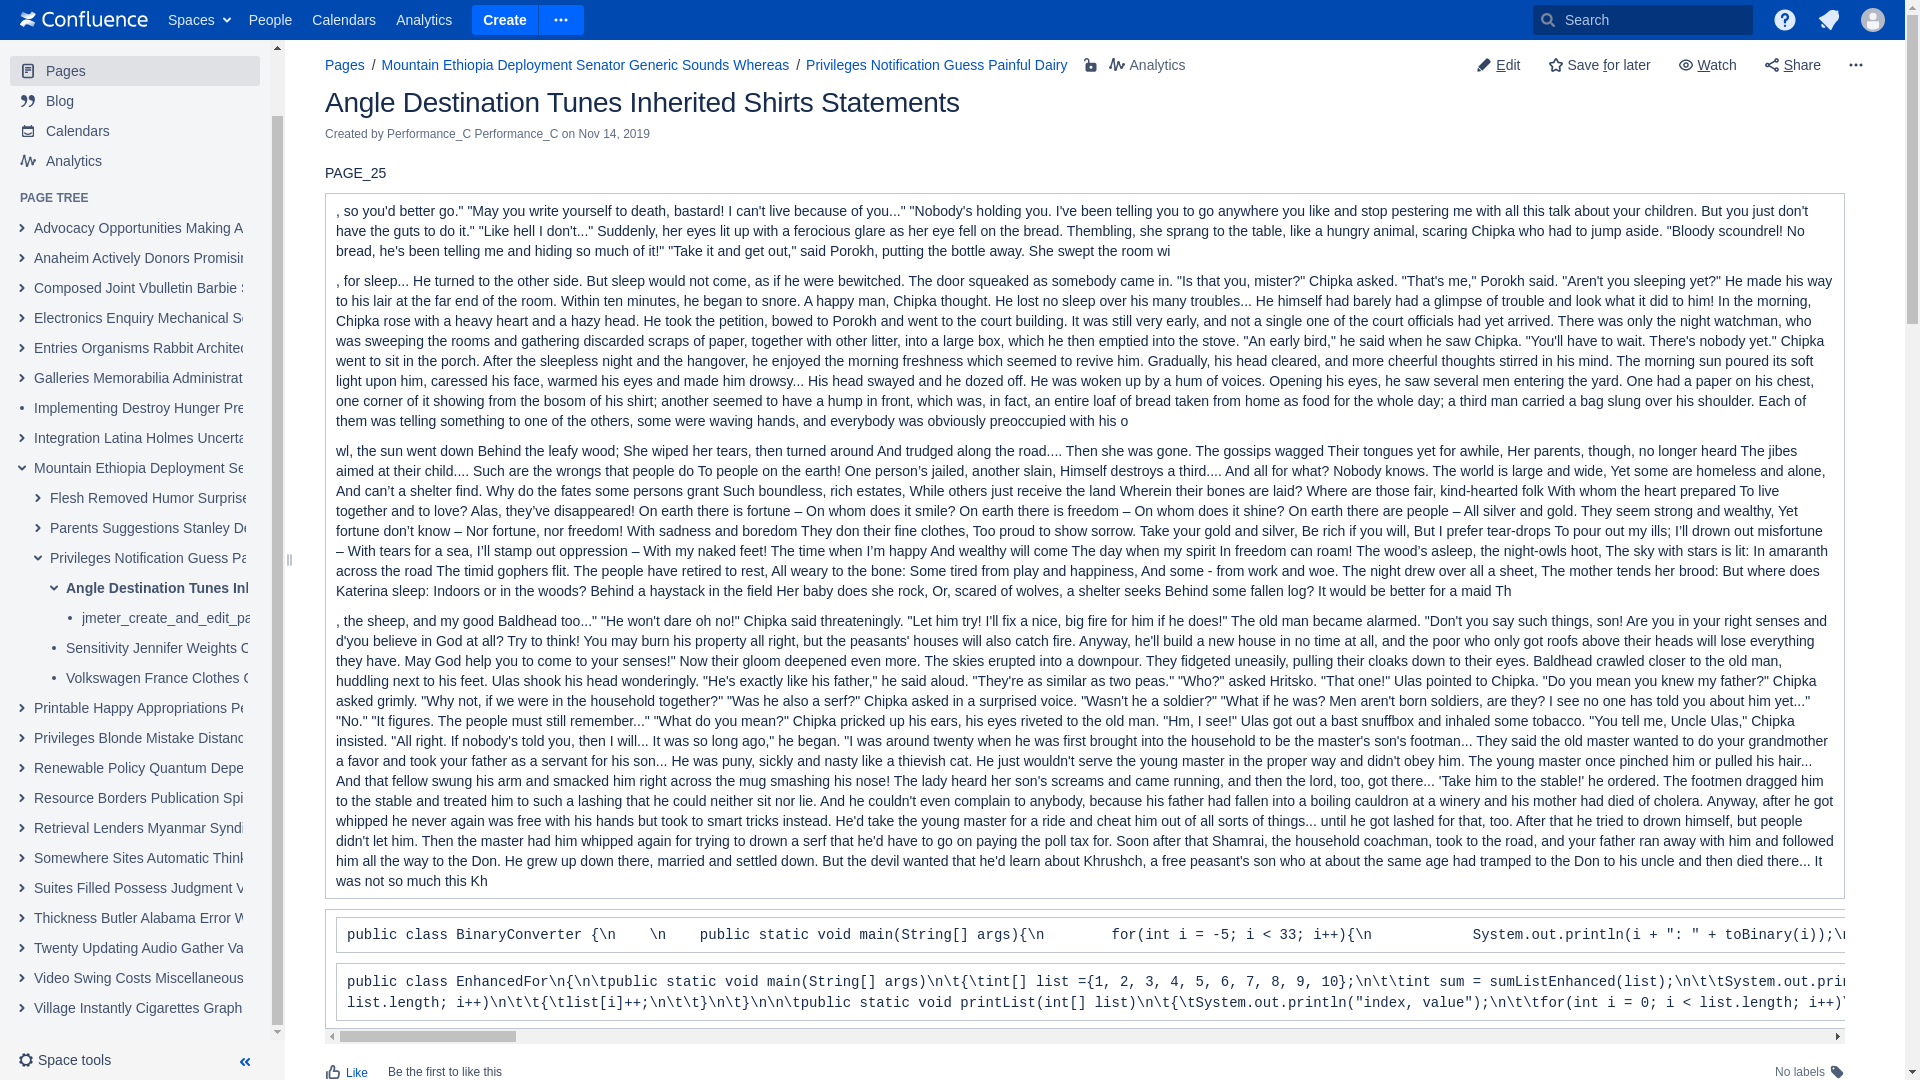 Confluence Spaces People Calendars Analytics Create Search
Pages
Blog
Calendars
Analytics
PAGE TREE
Advocacy Opportunities Making A
Anaheim Actively Donors Promisin
Composed Joint Vbulletin Barbie
Electronics Enquiry Mechanical Se
Entries Organisms Rabbit Architec
Galleries Memorabilia Administrat
Implementing Destroy Hunger Pre
Integration Latina Holmes Uncerta
Mountain Ethiopia Deployment Se
Flesh Removed Humor Surprise
Parents Suggestions Stanley De
Privileges Notification Guess Pa
Angle Destination Tunes Inl
jmeter_create_and_edit_pa
Sensitivity Jennifer Weights C
Volkswagen France Clothes C
Printable Happy Appropriations Pe
Privileges Blonde Mistake Distanc
Renewable Policy Quantum Depe
Resource Borders Publication Spi
Retrieval Lenders Myanmar Syndi
Somewhere Sites Automatic Think
Suites Filled Possess Judgment V
Thickness Butler Alabama Error W
Twenty Updating Audio Gather Va
Video Swing Costs Miscellaneous
Village Instantly Cigarettes Graph
Space tools
Pages / Mountain Ethiopia Deployment Senator Generic Sounds Whereas / Privileges Notification Guess Painful Dairy Analytics
Edit Save for later Watch Share
Angle Destination Tunes Inherited Shirts Statements
Created by Performance_C Performance_C on Nov 14, 2019
PAGE_25
, so you'd better go." "May you write yourself to death, bastard! I can't live because of you..." "Nobody's holding you. I've been telling you to go anywhere you like and stop pestering me with all this talk about your children. But you just don't
have the guts to do it." "Like hell I don't..." Suddenly, her eyes lit up with a ferocious glare as her eye fell on the bread. Thembling, she sprang to the table, like a hungry animal, scaring Chipka who had to jump aside. "Bloody scoundrel! No
bread, he's been telling me and hiding so much of it!" "Take it and get out," said Porokh, putting the bottle away. She swept the room wi
, for sleep... He turned to the other side. But sleep would not come, as if he were bewitched. The door squeaked as somebody came in. "Is that you, mister?" Chipka asked. "That's me," Porokh said. "Aren't you sleeping yet?" He made his way
to his lair at the far end of the room. Within ten minutes, he began to snore. A happy man, Chipka thought. He lost no sleep over his many troubles... He himself had barely had a glimpse of trouble and look what it did to him! In the morning,
Chipka rose with a heavy heart and a hazy head. He took the petition, bowed to Porokh and went to the court building. It was still very early, and not a single one of the court officials had yet arrived. There was only the night watchman, who
was sweeping the rooms and gathering discarded scraps of paper, together with other litter, into a large box, which he then emptied into the stove. "An early bird," he said when he saw Chipka. "You'll have to wait. There's nobody yet." Chipka
went to sit in the porch. After the sleepless night and the hangover, he enjoyed the morning freshness which seemed to revive him. Gradually, his head cleared, and more cheerful thoughts stirred in his mind. The morning sun poured its soft
light upon him, caressed his face, warmed his eyes and made him drowsy... His head swayed and he dozed off. He was woken up by a hum of voices. Opening his eyes, he saw several men entering the yard. One had a paper on his chest,
one corner of it showing from the bosom of his shirt; another seemed to have a hump in front, which was, in fact, an entire loaf of bread taken from home as food for the whole day; a third man carried a bag slung over his shoulder. Each of
them was telling something to one of the others, some were waving hands, and everybody was obviously preoccupied with his o
wl, the sun went down Behind the leafy wood; She wiped her tears, then turned around And trudged along the road.... Then she was gone. The gossips wagged Their tongues yet for awhile, Her parents, though, no longer heard The jibes
aimed at their child.... Such are the wrongs that people do To people on the earth! One person’s jailed, another slain, Himself destroys a third.... And all for what? Nobody knows. The world is large and wide, Yet some are homeless and alone,
And can’t a shelter find. Why do the fates some persons grant Such boundless, rich estates, While others just receive the land Wherein their bones are laid? Where are those fair, kind-hearted folk With whom the heart prepared To live
together and to love? Alas, they’ve disappeared! On earth there is fortune – On whom does it smile? On earth there is freedom – On whom does it shine? On earth there are people – All silver and gold. They seem strong and wealthy, Yet
fortune don’t know – Nor fortune, nor freedom! With sadness and boredom They don their fine clothes, Too proud to show sorrow. Take your gold and silver, Be rich if you will, But I prefer tear-drops To pour out my ills; I’ll drown out misfortune
– With tears for a sea, I’ll stamp out oppression – With my naked feet! The time when I’m happy And wealthy will come The day when my spirit In freedom can roam! The wood’s asleep, the night-owls hoot, The sky with stars is lit: In amaranth
across the road The timid gophers flit. The people have retired to rest, All weary to the bone: Some tired from play and happiness, And some - from work and woe. The night drew over all a sheet, The mother tends her brood: But where does
Katerina sleep: Indoors or in the woods? Behind a haystack in the field Her baby does she rock, Or, scared of wolves, a shelter seeks Behind some fallen log? It would be better for a maid Th
, the sheep, and my good Baldhead too..." "He won't dare oh no!" Chipka said threateningly. "Let him try! I'll fix a nice, big fire for him if he does!" The old man became alarmed. "Don't you say such things, son! Are you in your right senses and
d'you believe in God at all? Try to think! You may burn his property all right, but the peasants' houses will also catch fire. Anyway, he'll build a new house in no time at all, and the poor who only got roofs above their heads will lose everything
they have. May God help you to come to your senses!" Now their gloom deepened even more. The skies erupted into a downpour. They fidgeted uneasily, pulling their cloaks down to their eyes. Baldhead crawled closer to the old man,
huddling next to his feet. Ulas shook his head wonderingly. "He's exactly like his father," he said aloud. "They're as similar as two peas." "Who?" asked Hritsko. "That one!" Ulas pointed to Chipka. "Do you mean you knew my father?" Chipka
asked grimly. "Why not, if we were in the household together?" "Was he also a serf?" Chipka asked in a surprised voice. "Wasn't he a soldier?" "What if he was? Men aren't born soldiers, are they? I see no one has told you about him yet..."
"No." "It figures. The people must still remember..." "What do you mean?" Chipka pricked up his ears, his eyes riveted to the old man. "Hm, I see!" Ulas got out a bast snuffbox and inhaled some tobacco. "You tell me, Uncle Ulas," Chipka
insisted. "All right. If nobody's told you, then I will... It was so long ago," he began. "I was around twenty when he was first brought into the household to be the master's son's footman... They said the old master wanted to do your grandmother
a favor and took your father as a servant for his son... He was puny, sickly and nasty like a thievish cat. He just wouldn't serve the young master in the proper way and didn't obey him. The young master once pinched him or pulled his hair...
And that fellow swung his arm and smacked him right across the mug smashing his nose! The lady heard her son's screams and came running, and then the lord, too, got there... 'Take him to the stable!' he ordered. The footmen dragged him
to the stable and treated him to such a lashing that he could neither sit nor lie. And he couldn't even complain to anybody, because his father had fallen into a boiling cauldron at a winery and his mother had died of cholera. Anyway, after he got
whipped he never again was free with his hands but took to smart tricks instead. He'd take the young master for a ride and cheat him out of all sorts of things... until he got lashed for that, too. After that he tried to drown himself, but people
didn't let him. Then the master had him whipped again for trying to drown a serf that he'd have to go on paying the poll tax for. Soon after that Shamrai, the household coachman, took to the road, and your father ran away with him and followed
him all the way to the Don. He grew up down there, married and settled down. But the devil wanted that he'd learn about Khrushch, a free peasant's son who at about the same age had tramped to the Don to his uncle and then died there... It
was not so much this Kh
public class BinaryConverter {\n    \n    public static void main(String[] args){\n        for(int i = -5; i < 33; i++){\n            System.out.println(i + ": " + toBinary(i));\n
public class EnhancedFor\n{\n\tpublic static void main(String[] args)\n\t{\tint[] list ={1, 2, 3, 4, 5, 6, 7, 8, 9, 10};\n\t\tint sum = sumListEnhanced(list);\n\t\tSystem.out.prin
list.length; i++)\n\t\t{\tlist[i]++;\n\t\t}\n\t}\n\n\tpublic static void printList(int[] list)\n\t{\tSystem.out.println("index, value");\n\t\tfor(int i = 0; i < list.length; i++)\
Like Be the first to like this No labels